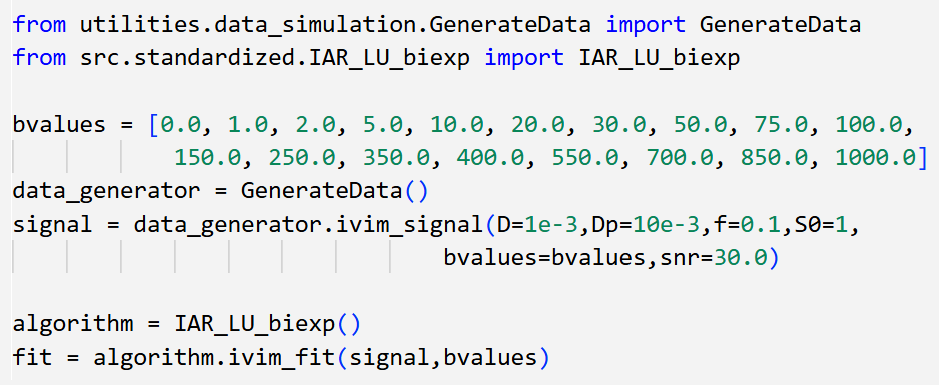 from utilities.data_simulation.GenerateData import GenerateData
from src.standardized.IAR_LU_biexp import IAR_LU_biexp
bvalues = [0.0, 1.0, 2.0, 5.0, 10.0, 20.0, 30.0, 50.0, 75.0, 100.0,
150.0, 250.0, 350.0, 400.0, 550.0, 700.0, 850.0, 1000.0]
data_generator = GenerateData()
signal = data_generator.ivim_signal(D=1e-3,Dp=10e-3,f=0.1,S0=1,
bvalues=bvalues,snr=30.0)
algorithm = IAR_LU_biexp()
fit = algorithm.ivim_fit(signal,bvalues)